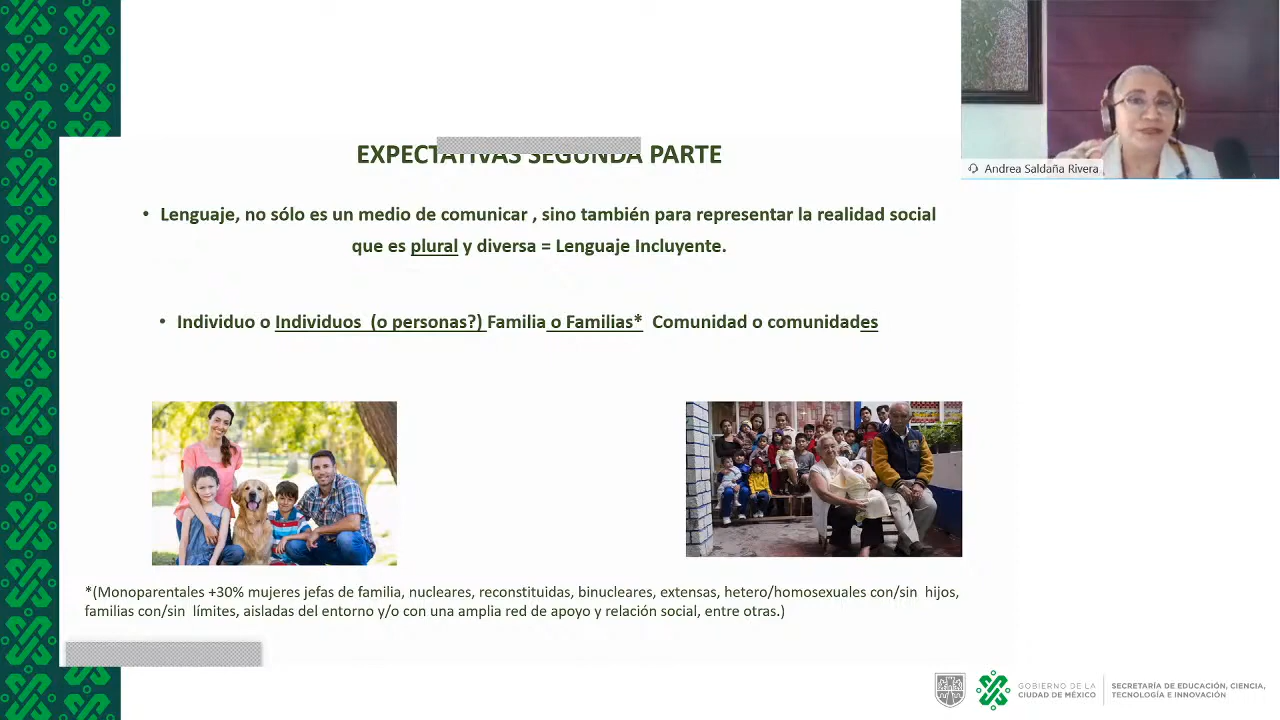 EXPECTATIVAS SEGUNDA PARTE
• Lenguaje, no sólo es un medio de comunicar , sino también para representar la realidad social
que es plural y diversa = Lenguaje Incluyente.
• Individuo o Individuos (o personas?) Familia o Familias* Comunidad o comunidades
*(Monoparentales +30% mujeres jefas de familia, nucleares, reconstituidas, binucleares, extensas, hetero/homosexuales con/sin hijos,
familias con/sin límites, aisladas del entorno y/o con una amplia red de apoyo y relación social, entre otras.)
Andrea Saldaña Rivera
GOBIERNO DE LA
CIUDAD DE MÉXICO
SECRETARÍA DE EDUCACIÓN, CIENCIA,
TECNOLOGÍA E INNOVACIÓN